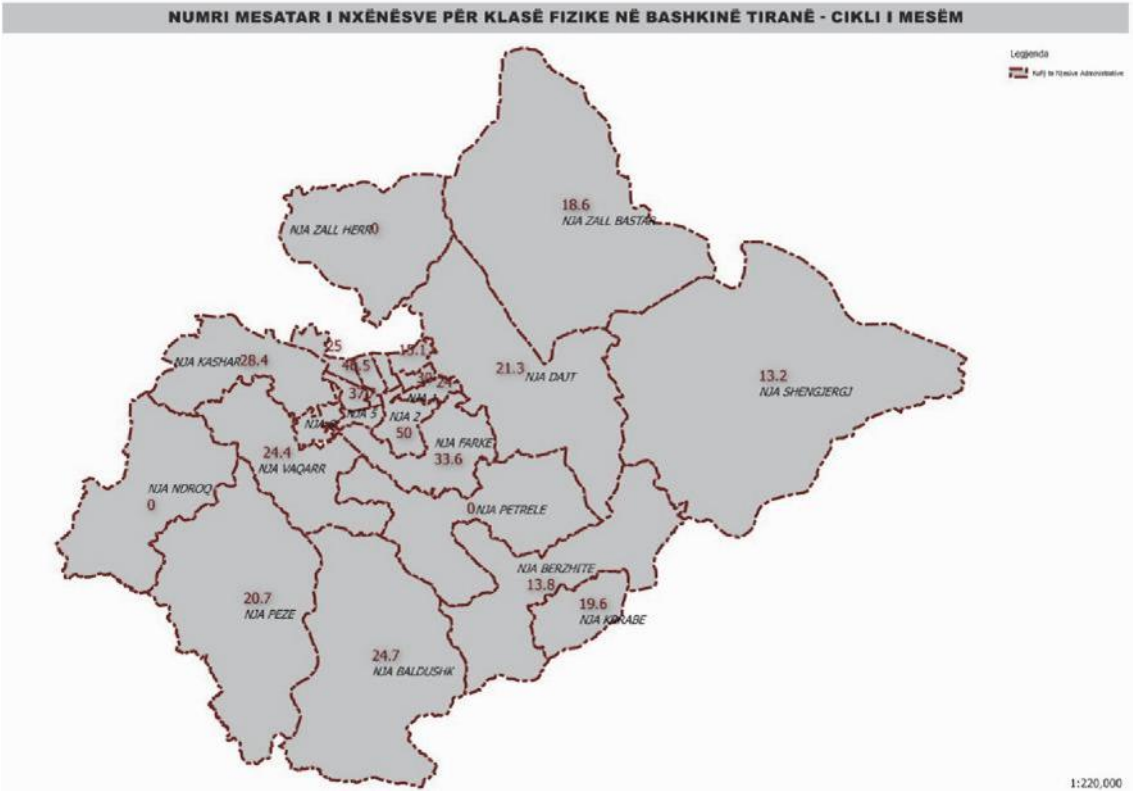 NUMRI MESATAR I NXËNËSVE PËR KLASË FIZIKE NË BASHKINË TIRANË - CIKLI I MESËM
Legjenda
18.6
NJA ZALL BASTAR
NJA ZALL HERR 0
25
15.1
NJA KASHAR 28.4
21.3
NJA DAJT
13.2
NJA SHENGJERGJ
24
NJA 5
NJA 2
50
NJA FARKE
33.6
24.4
NJA VAQARR
NJA NDROQ
0
0 NJA PETRELE
NJA BERZHITE
13.8
19.6
NJA KRRABE
20.7
NJA PEZE
24.7
NJA BALDUSHK
1:220,000